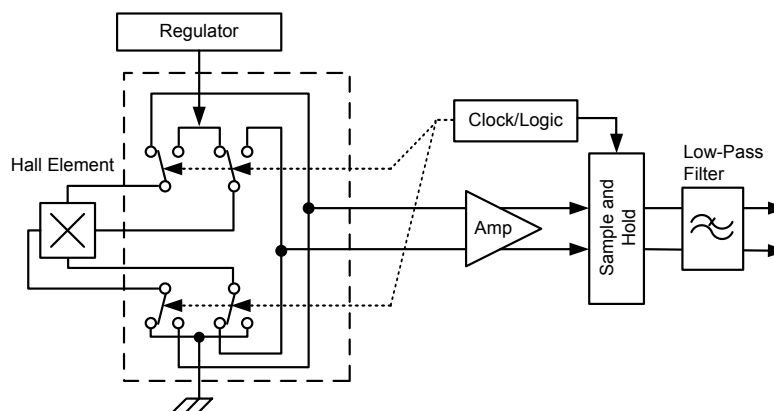 Regulator
Hall Element
Clock/Logic
Amp
Sample and
Hold
Low-Pass
Filter